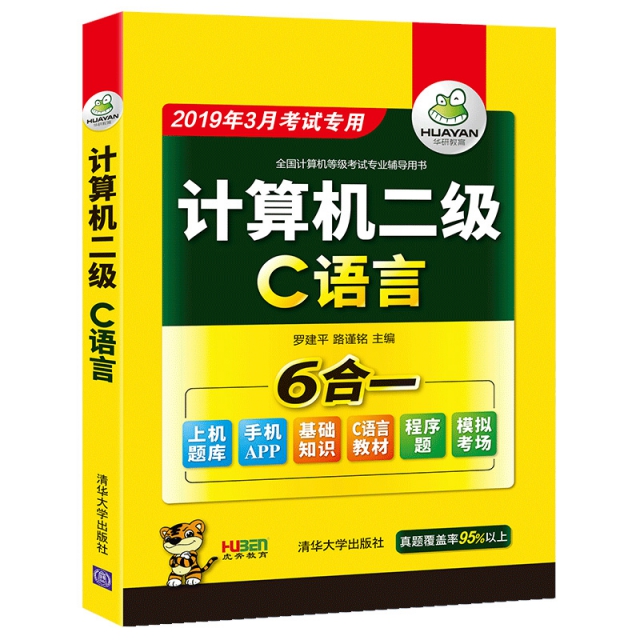 HUAYAN
华研教育
2019年3月考试专用
全国计算机等级考试专业辅导用书
计算机二级
C语言
罗建平 路谨铭 主编
6合一
上机题库
手机APP
基础知识
C语言教材
程序题
模拟考场
HUBEN
虎奔教育
清华大学出版社
真题覆盖率95%以上
HUAYAN
计算机二级 C语言
清华大学出版社